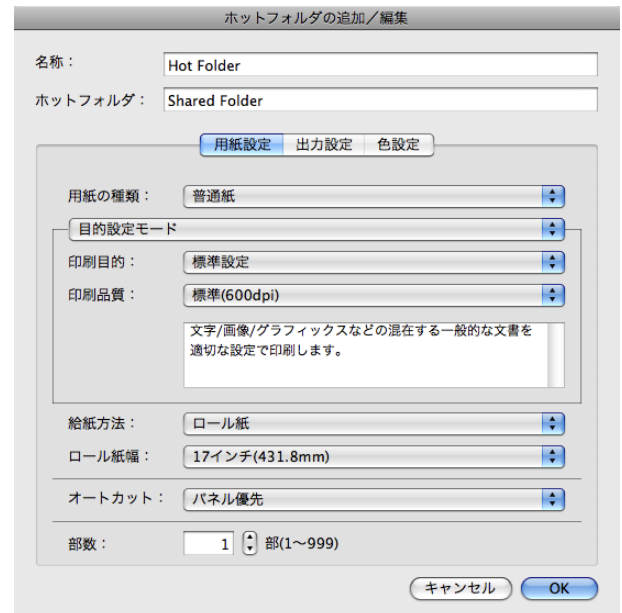 ホットフォルダの追加／編集
名称： Hot Folder
ホットフォルダ： Shared Folder
用紙設定 出力設定 色設定
用紙の種類： 普通紙
目的設定モード
印刷目的： 標準設定
印刷品質： 標準(600dpi)
文字/画像/グラフィックスなどの混在する一般的な文書を
適切な設定で印刷します。
給紙方法： ロール紙
ロール紙幅： 17インチ(431.8mm)
オートカット： パネル優先
部数： 1 部(1〜999)
キャンセル OK